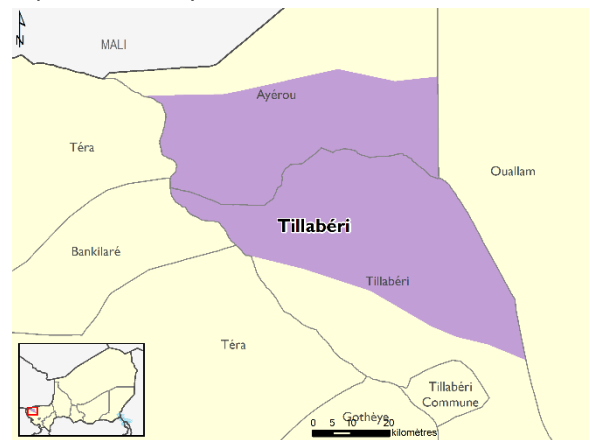 N
MALI
Ayérou
Téra
Ouallam
Tillabéri
Bankilaré
Tillabéri
Téra
Tillabéri
Commune
Gothèye
0 5 10 20
kilomètres